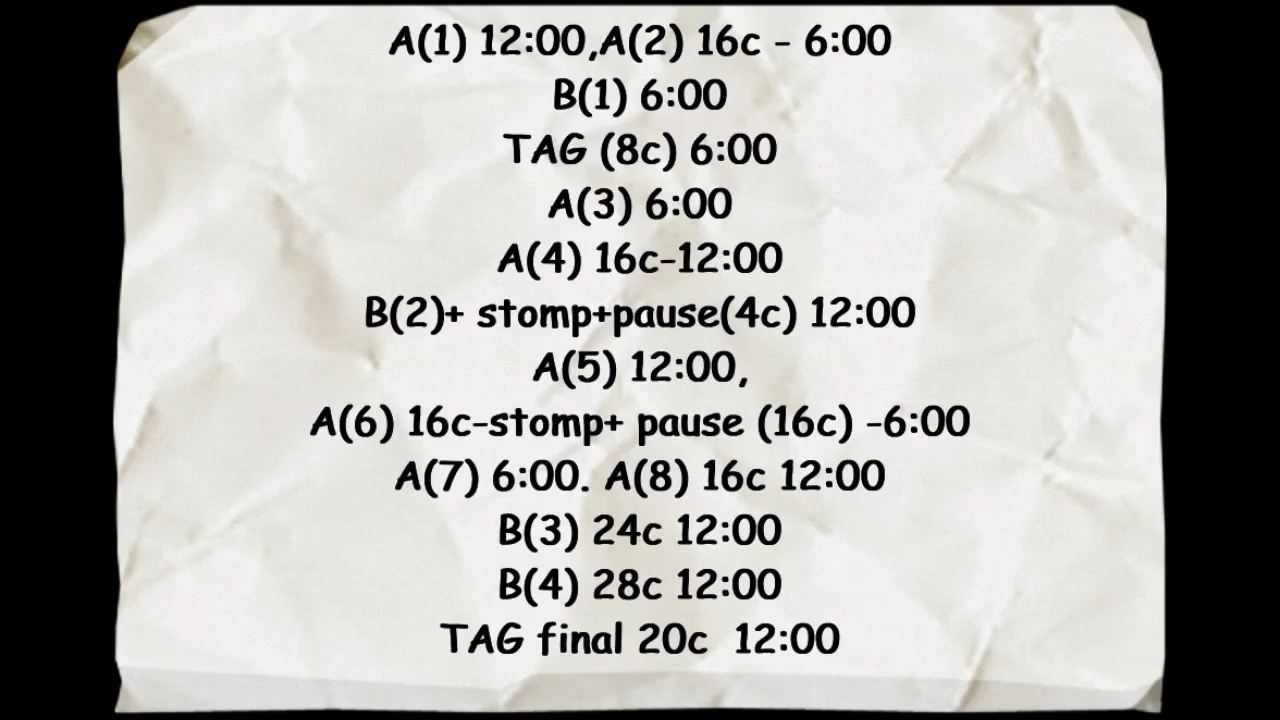 A(1) 12:00,A(2) 16c - 6:00
B(1) 6:00
TAG (8c) 6:00
A(3) 6:00
A(4) 16c-12:00
B(2)+ stomp+pause(4c) 12:00
A(5) 12:00,
A(6) 16c-stomp+ pause (16c) -6:00
A(7) 6:00. A(8) 16c 12:00
B(3) 24c 12:00
B(4) 28c 12:00
TAG final 20c  12:00